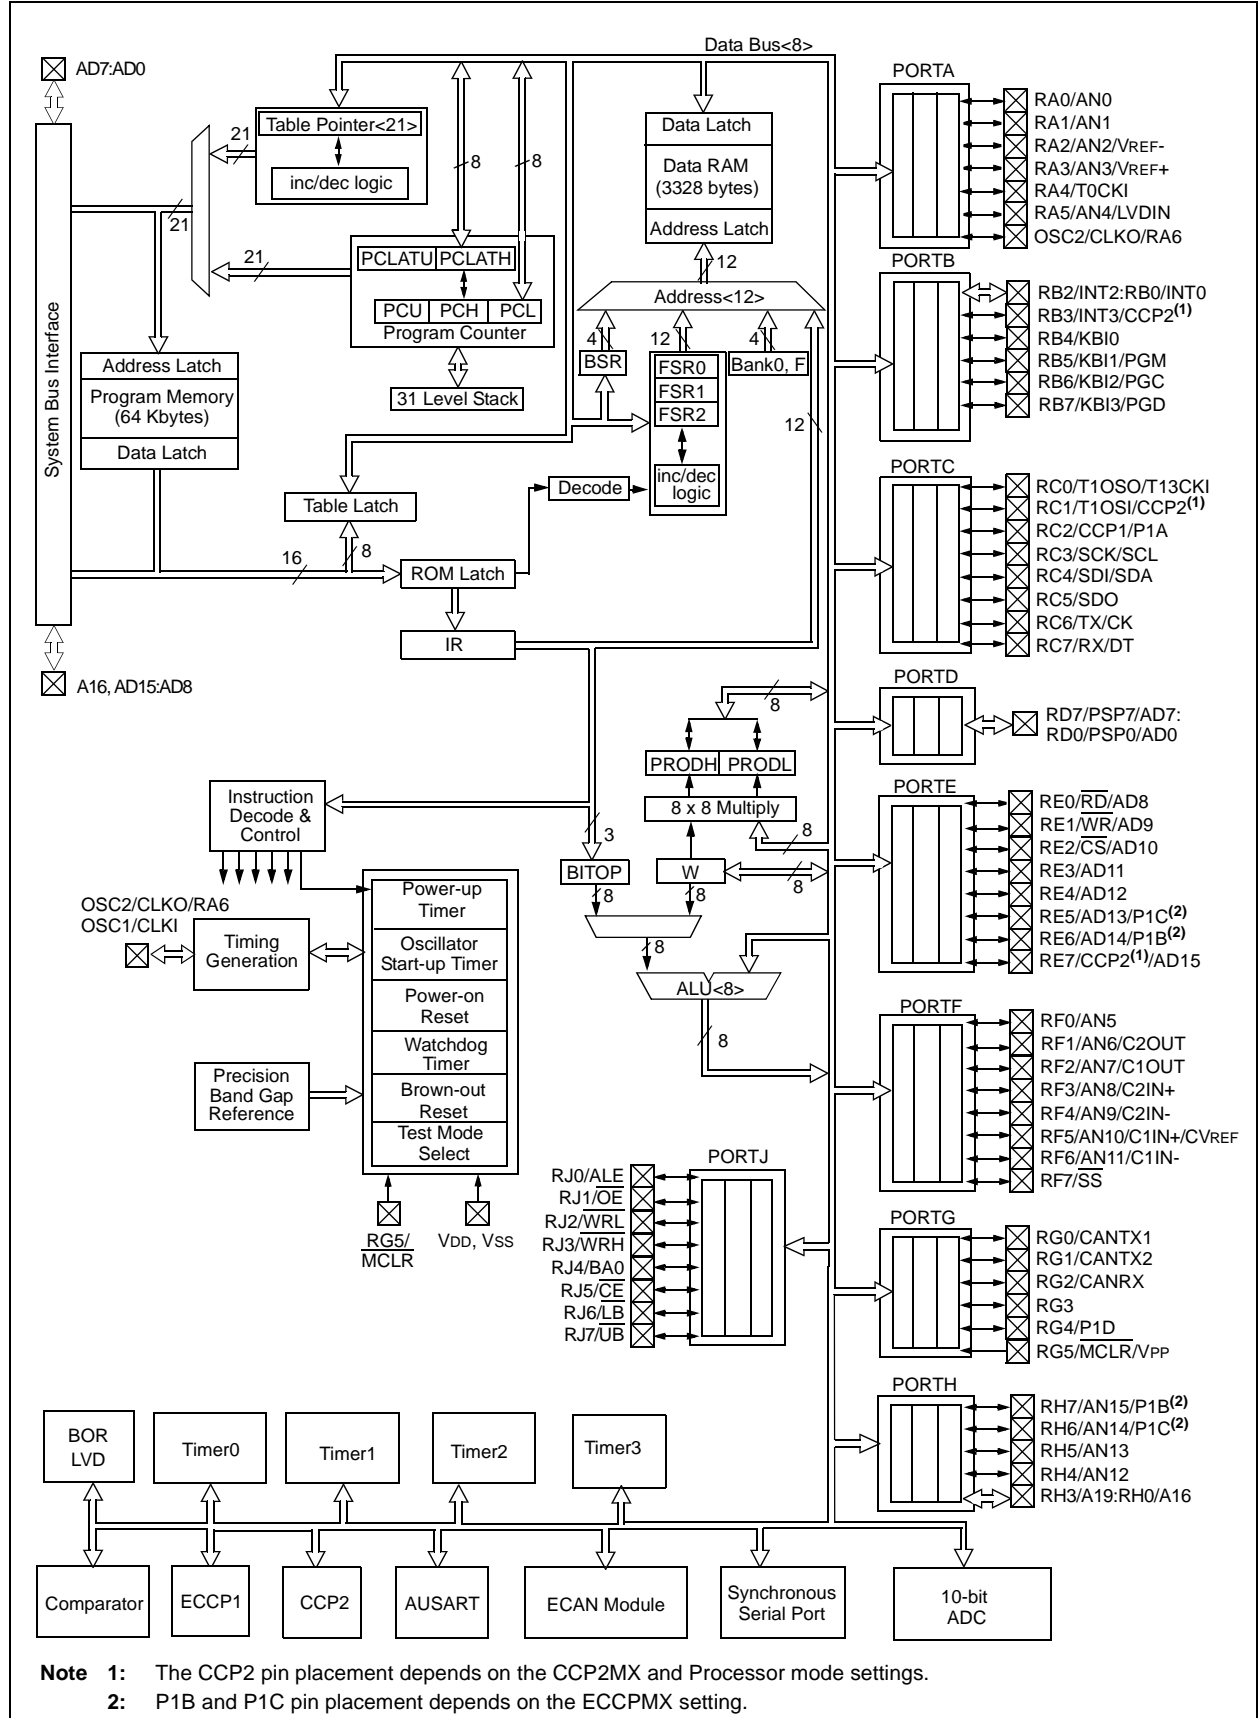 Data Bus<8>
AD7:AD0
Table Pointer<21>
inc/dec logic
21
21
21
8
8
Data Latch
Data RAM
(3328 bytes)
Address Latch
12
Address<12>
PCLATU
PCLATH
PCU
PCH
PCL
Program Counter
31 Level Stack
4
BSR
12
FSR0
FSR1
FSR2
inc/dec
logic
4
Bank0, F
12
System Bus Interface
Address Latch
Program Memory
(64 Kbytes)
Data Latch
Table Latch
8
16
ROM Latch
Decode
IR
A16, AD15:AD8
8
PRODH
PRODL
8 x 8 Multiply
8
3
BITOP
W
8
8
8
8
ALU<8>
8
Instruction
Decode &
Control
OSC2/CLKO/RA6
OSC1/CLKI
Timing
Generation
Power-up
Timer
Oscillator
Start-up Timer
Power-on
Reset
Watchdog
Timer
Brown-out
Reset
Test Mode
Select
Precision
Band Gap
Reference
RG5/
MCLR
VDD, VSS
PORTA
RA0/AN0
RA1/AN1
RA2/AN2/VREF-
RA3/AN3/VREF+
RA4/T0CKI
RA5/AN4/LVDIN
OSC2/CLKO/RA6
PORTB
RB2/INT2:RB0/INT0
RB3/INT3/CCP2(1)
RB4/KBI0
RB5/KBI1/PGM
RB6/KBI2/PGC
RB7/KBI3/PGD
PORTC
RC0/T1OSO/T13CKI
RC1/T1OSI/CCP2(1)
RC2/CCP1/P1A
RC3/SCK/SCL
RC4/SDI/SDA
RC5/SDO
RC6/TX/CK
RC7/RX/DT
PORTD
RD7/PSP7/AD7:
RD0/PSP0/AD0
PORTE
RE0/RD/AD8
RE1/WR/AD9
RE2/CS/AD10
RE3/AD11
RE4/AD12
RE5/AD13/P1C(2)
RE6/AD14/P1B(2)
RE7/CCP2(1)/AD15
PORTF
RF0/AN5
RF1/AN6/C2OUT
RF2/AN7/C1OUT
RF3/AN8/C2IN+
RF4/AN9/C2IN-
RF5/AN10/C1IN+/CVREF
RF6/AN11/C1IN-
RF7/SS
PORTJ
RJ0/ALE
RJ1/OE
RJ2/WRL
RJ3/WRH
RJ4/BA0
RJ5/CE
RJ6/LB
RJ7/UB
PORTG
RG0/CANTX1
RG1/CANTX2
RG2/CANRX
RG3
RG4/P1D
RG5/MCLR/VPP
PORTH
RH7/AN15/P1B(2)
RH6/AN14/P1C(2)
RH5/AN13
RH4/AN12
RH3/A19:RH0/A16
BOR
LVD
Timer0
Timer1
Timer2
Timer3
Comparator
ECCP1
CCP2
AUSART
ECAN Module
Synchronous
Serial Port
10-bit
ADC
Note 1: The CCP2 pin placement depends on the CCP2MX and Processor mode settings.
2: P1B and P1C pin placement depends on the ECCPMX setting.